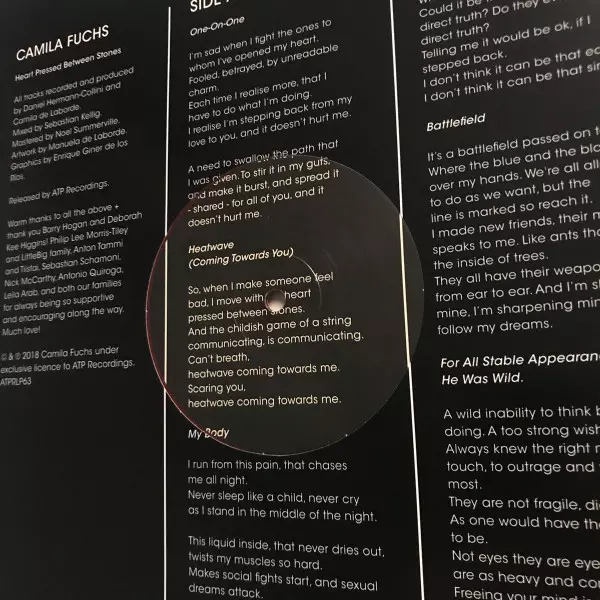 CAMILA FUCHS
Heart Pressed Between Stones
All tracks recorded and produced
by Daniel Hermann-Collini and
Camila de Laborde.
Mixed by Sebastian Kellig.
Mastered by Noel Summerville.
Artwork by Manuela de Laborde.
Graphics by Enrique Giner de los
Rios.
Released by ATP Recordings.
Warm thanks to all the above +
thank you Barry Hogan and Deborah
Kee Higgins! Philip Lee Morris-Tiley
and LittleBig family, Anton Tammi
and Tiistai, Sebastian Schamoni,
Nick McCarthy, Antonio Quiroga,
Leila Arab, and both our families
for always being so supportive
and encouraging along the way.
Much love!
℗ & © 2018 Camila Fuchs under
exclusive licence to ATP Recordings.
ATPRLP63
SIDE
One-On-One
I'm sad when I fight the ones to
whom I've opened my heart.
Fooled, betrayed, by unreadable
charm.
Each time I realise more, that I
have to do what I'm doing.
I realise I'm stepping back from my
love to you, and it doesn't hurt me.
A need to swallow the path that
I was given. To stir it in my guts,
and make it burst, and spread it
- shared - for all of you, and it
doesn't hurt me.
Heatwave
(Coming Towards You)
So, when I make someone feel
bad, I move with heart
pressed between stones.
And the childish game of a string
communicating, is communicating.
Can't breath,
heatwave coming towards me.
Scaring you,
heatwave coming towards me.
My Body
I run from this pain, that chases
me all night.
Never sleep like a child, never cry
as I stand in the middle of the night.
This liquid inside, that never dries out,
twists my muscles so hard.
Makes social fights start, and sexual
dreams attack.
Could it be
direct truth? Do they
direct truth?
Telling me it would be ok, if I
stepped back.
I don't think it can be that
I don't think it can be that
Battlefield
It's a battlefield passed on
Where the blue and the
over my hands. We're all
to do as we want, but the
line is marked so reach it.
I made new friends, their
speaks to me. Like ants
the inside of trees.
They all have their
from ear to ear. And I'm
mine, I'm sharpening
follow my dreams.
For All Stable
He Was Wild.
A wild inability to think
doing. A too strong
Always knew the right
touch, to outrage and
most.
They are not fragile,
As one would have
to be.
Not eyes they are
are as heavy and
Freeing your mind